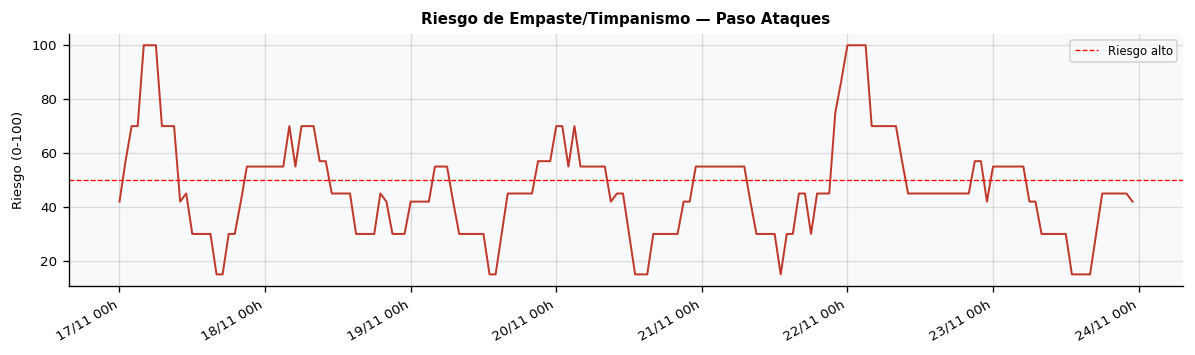 Riesgo de Empaste/Timpanismo — Paso Ataques
Riesgo (0-100)
100
80
60
40
20
Riesgo alto
17/11 00h
18/11 00h
19/11 00h
20/11 00h
21/11 00h
22/11 00h
23/11 00h
24/11 00h